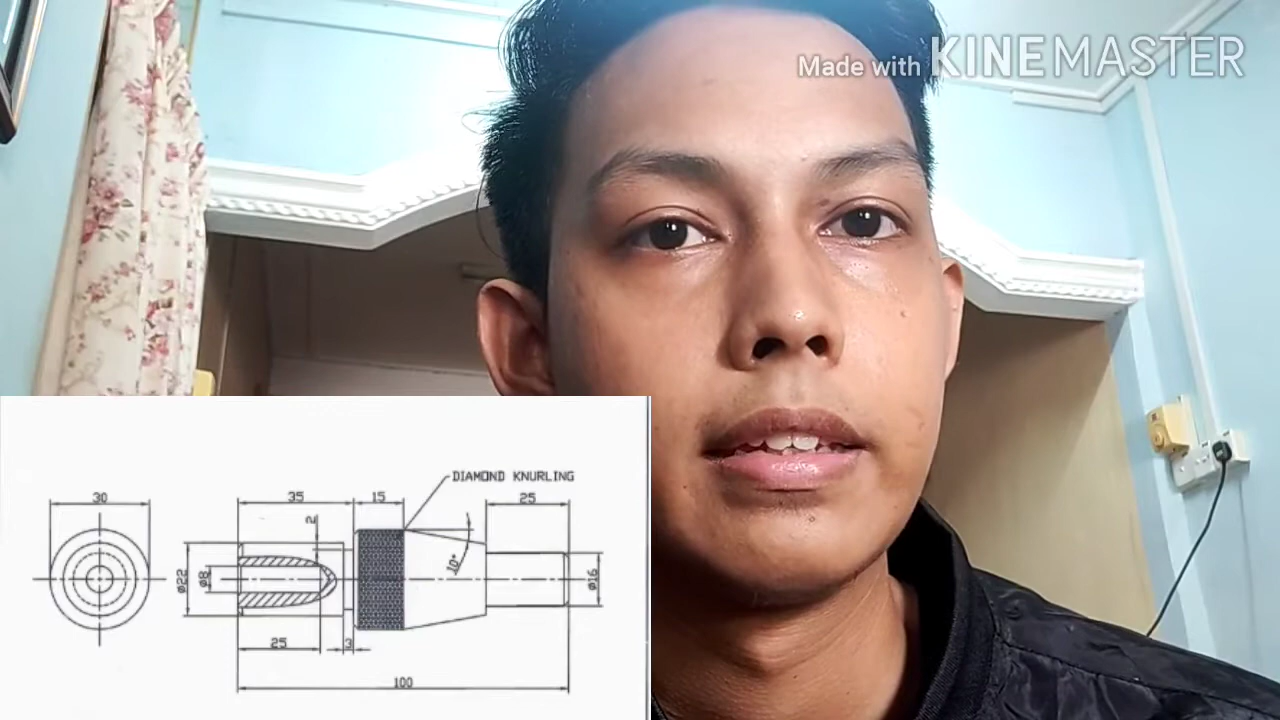 Made with KINEMASTER
DIAMOND KNURLING
30
35
15
25
2
10°
ø22
ø8
ø16
25
3
100